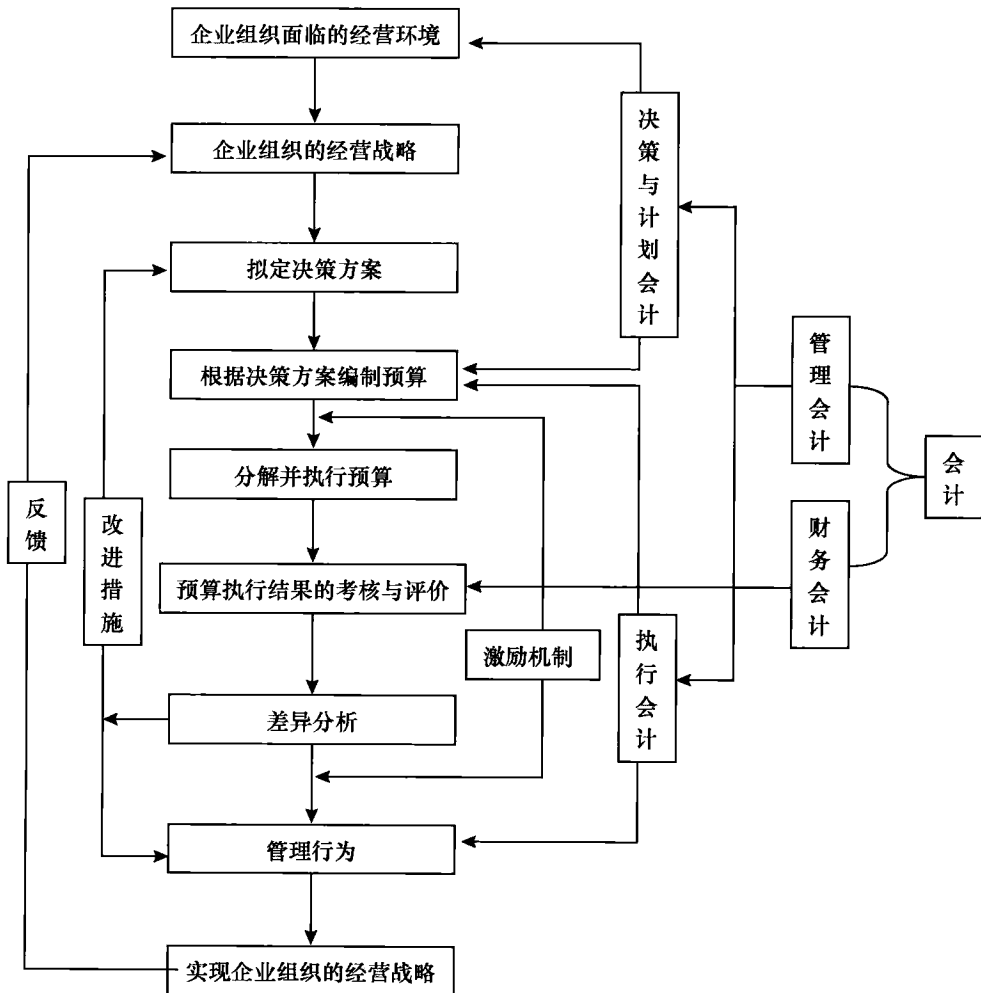 企业组织面临的经营环境
企业组织的经营战略
拟定决策方案
根据决策方案编制预算
分解并执行预算
预算执行结果的考核与评价
差异分析
管理行为
实现企业组织的经营战略
反馈
改进措施
激励机制
决策与计划会计
执行会计
管理会计
财务会计
会计